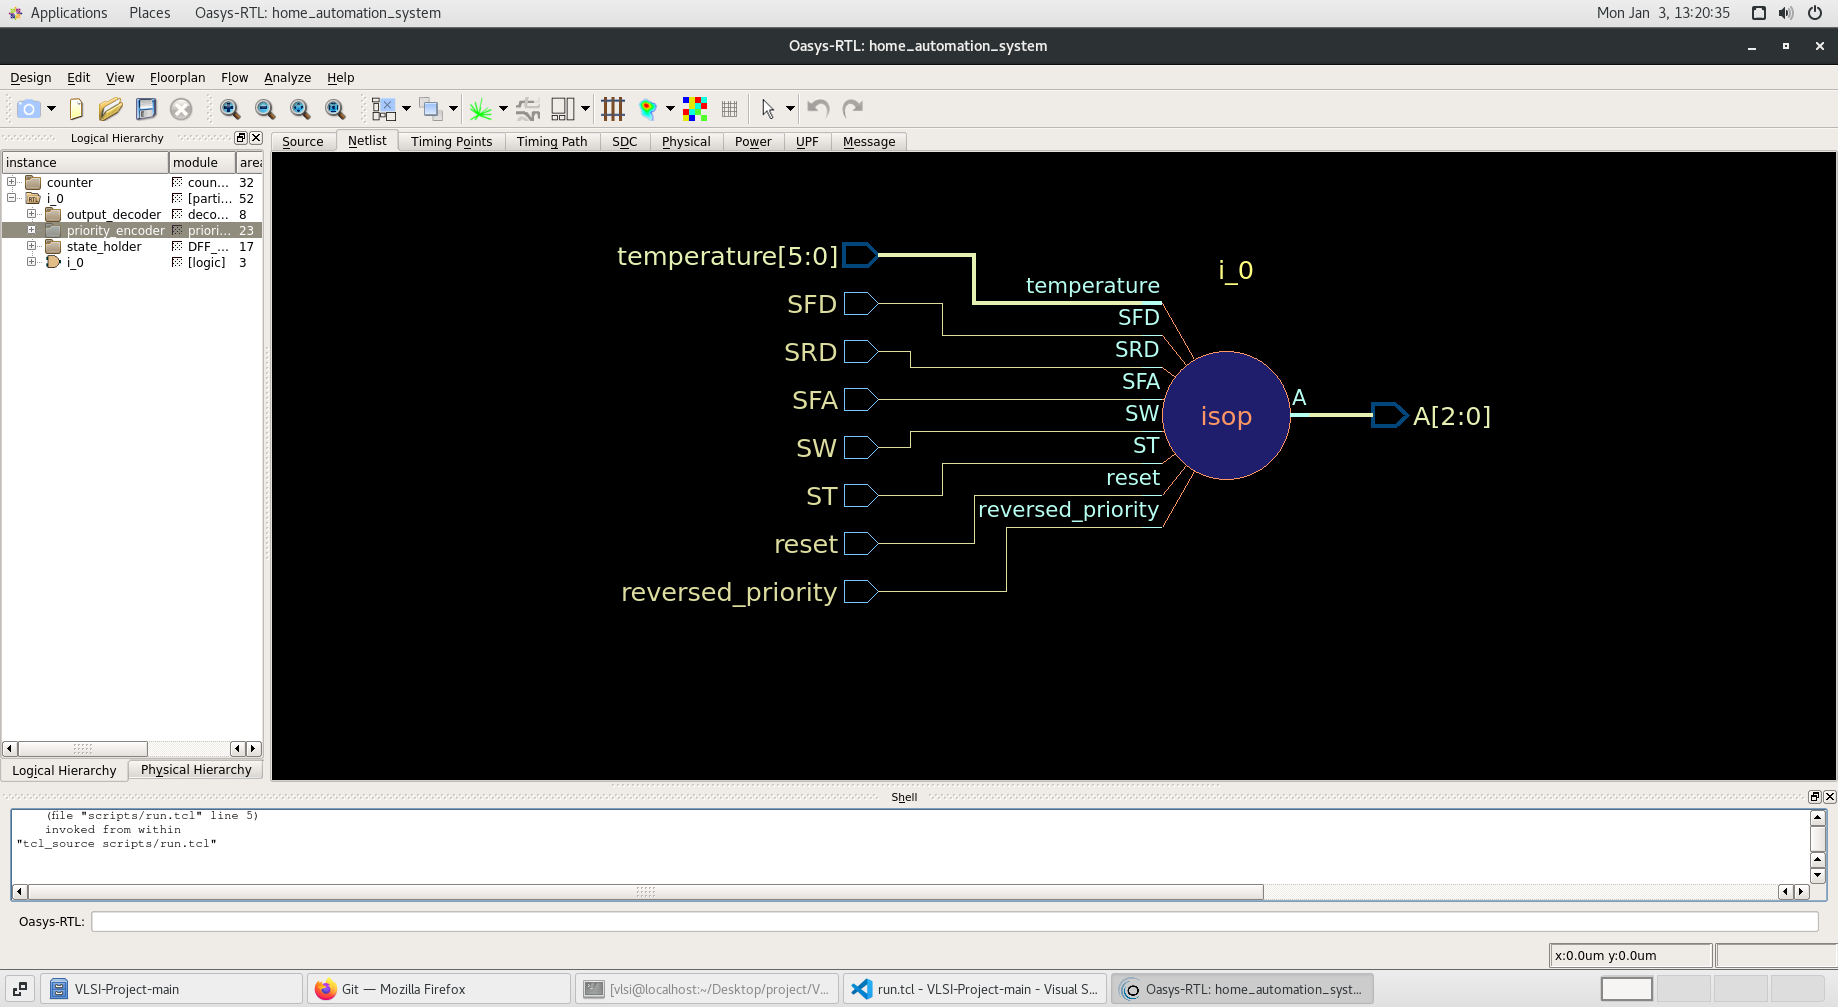 Applications Places Oasys-RTL: home_automation_system Mon Jan 3, 13:20:35
Oasys-RTL: home_automation_system
Design Edit View Floorplan Flow Analyze Help
Logical Hierarchy
Source Netlist Timing Points Timing Path SDC Physical Power UPF Message
instance module area
counter coun... 32
i_0 [parti... 52
output_decoder deco... 8
priority_encoder priori... 23
state_holder DFF_... 17
i_0 [logic] 3
temperature[5:0]
SFD
SRD
SFA
SW
ST
reset
reversed_priority
temperature
SFD
SRD
SFA
SW
ST
reset
reversed_priority
i_0
isop
A
A[2:0]
Logical Hierarchy Physical Hierarchy
Shell
(file "scripts/run.tcl" line 5)
invoked from within
"tcl_source scripts/run.tcl"
Oasys-RTL:
x:0.0um y:0.0um
VLSI-Project-main Git — Mozilla Firefox [vlsi@localhost:~/Desktop/project/V... run.tcl - VLSI-Project-main - Visual S... Oasys-RTL: home_automation_syst...